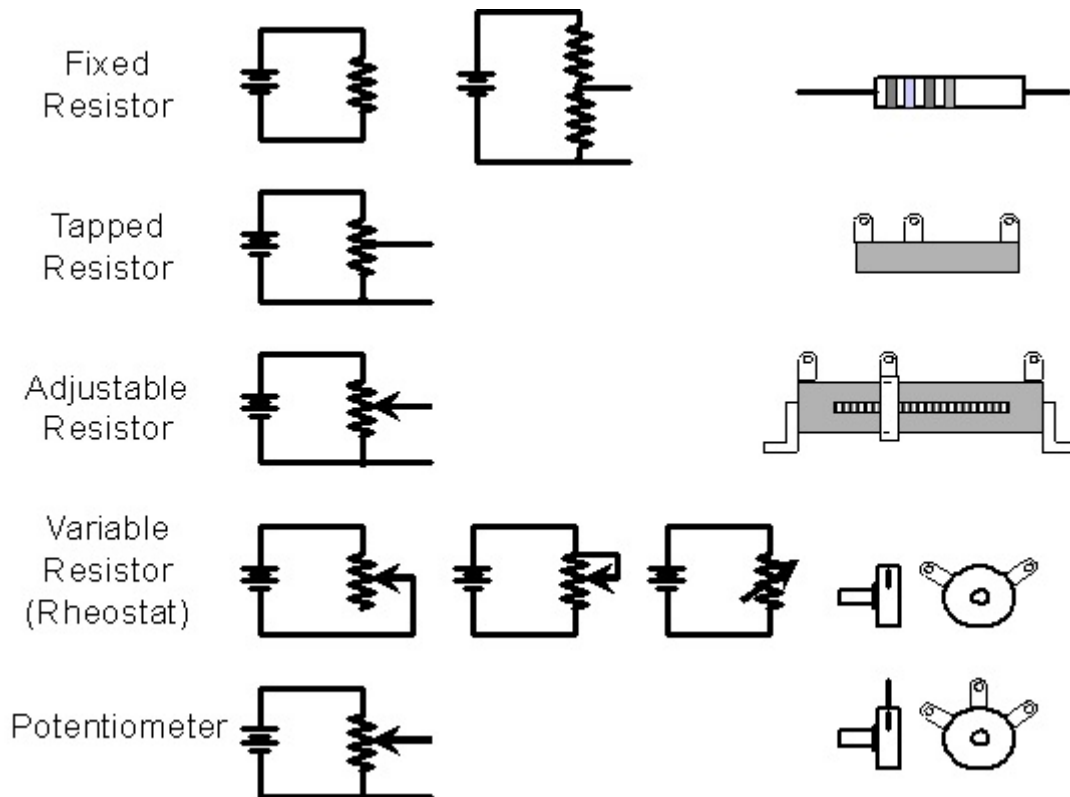 Fixed
Resistor
Tapped
Resistor
Adjustable
Resistor
Variable
Resistor
(Rheostat)
Potentiometer